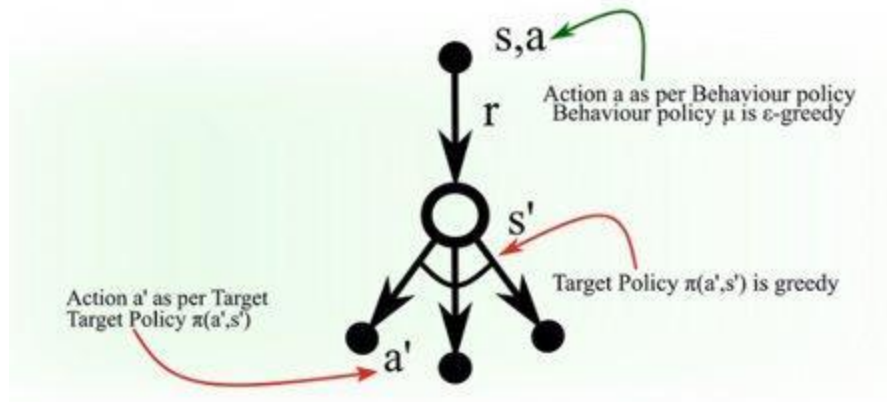 s,a
Action a as per Behaviour policy
Behaviour policy μ is ε-greedy
r
s'
Target Policy π(a',s') is greedy
Action a' as per Target
Target Policy π(a',s')
a'